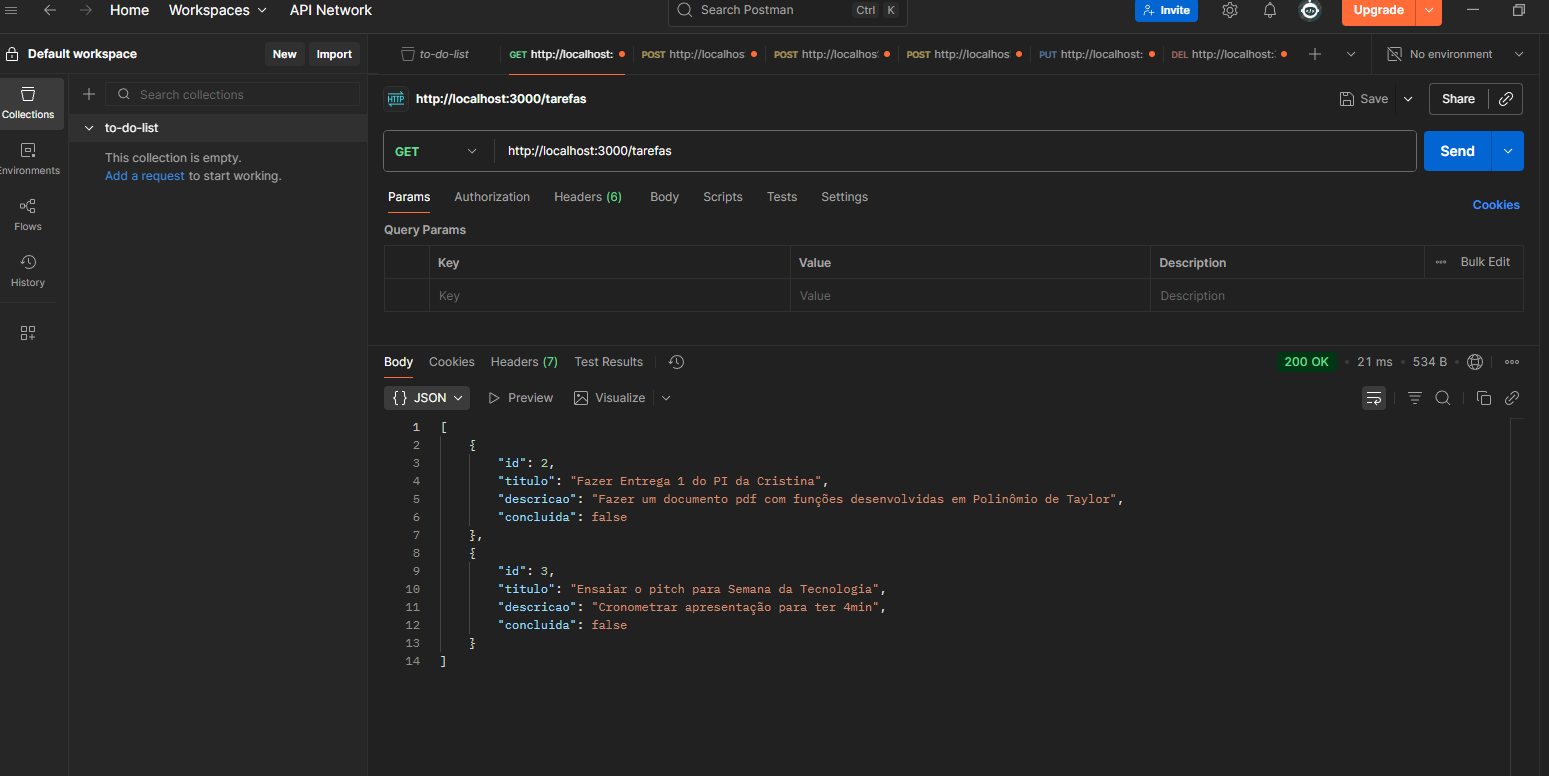 Home Workspaces API Network Search Postman Ctrl K Invite Upgrade
Default workspace New Import
to-do-list GET http://localhost: POST http://localhos POST http://localhos POST http://localhos PUT http://localhost: DEL http://localhost: No environment
Collections
Environments
Flows
History
Search collections
to-do-list
This collection is empty.
Add a request to start working.
HTTP http://localhost:3000/tarefas Save Share
GET http://localhost:3000/tarefas Send
Params Authorization Headers (6) Body Scripts Tests Settings Cookies
Query Params
Key Value Description Bulk Edit
Key Value Description
Body Cookies Headers (7) Test Results 200 OK • 21 ms • 534 B •
{} JSON Preview Visualize
1 [
2 {
3 "id": 2,
4 "titulo": "Fazer Entrega 1 do PI da Cristina",
5 "descricao": "Fazer um documento pdf com funções desenvolvidas em Polinômio de Taylor",
6 "concluida": false
7 },
8 {
9 "id": 3,
10 "titulo": "Ensaiar o pitch para Semana da Tecnologia",
11 "descricao": "Cronometrar apresentação para ter 4min",
12 "concluida": false
13 }
14 ]